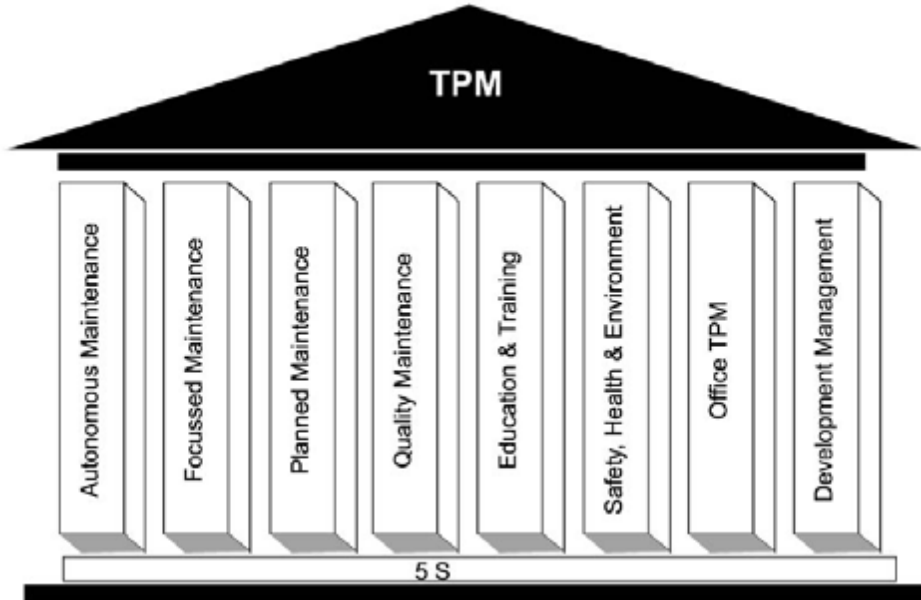 TPM
Autonomous Maintenance
Focussed Maintenance
Planned Maintenance
Quality Maintenance
Education & Training
Safety, Health & Environment
Office TPM
Development Management
5 S